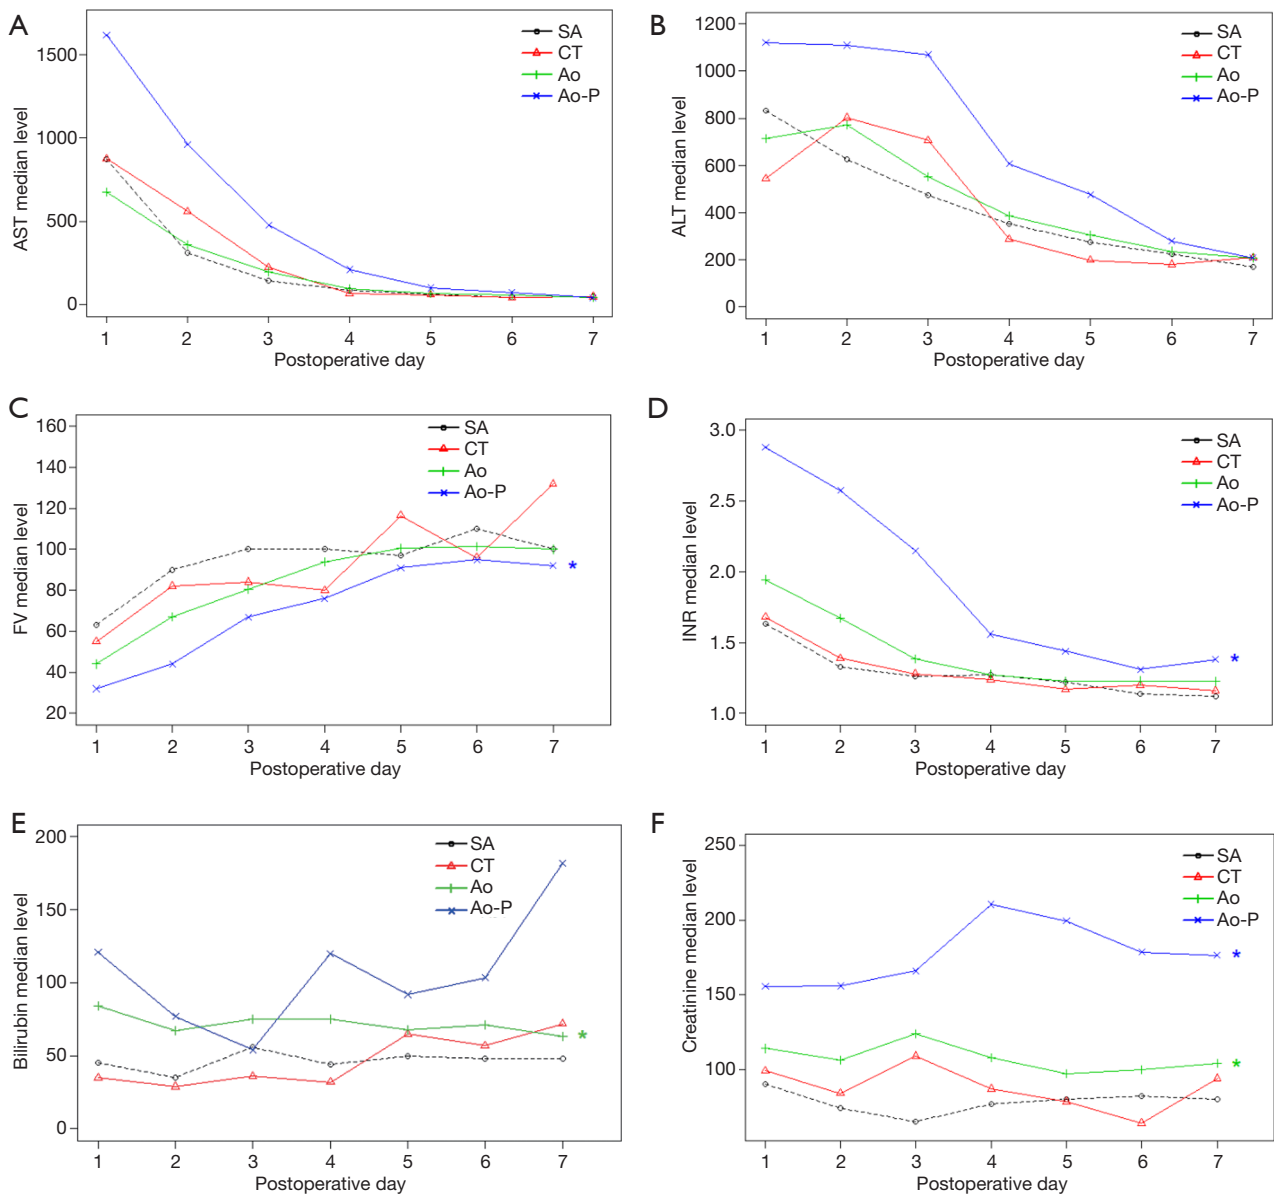 A
AST median level
1500
1000
500
0
1 2 3 4 5 6 7
Postoperative day
SA
CT
Ao
Ao-P
B
ALT median level
1200
1000
800
600
400
200
0
1 2 3 4 5 6 7
Postoperative day
SA
CT
Ao
Ao-P
C
FV median level
160
140
120
100
80
60
40
20
1 2 3 4 5 6 7
Postoperative day
SA
CT
Ao
Ao-P
*
D
INR median level
3.0
2.5
2.0
1.5
1.0
1 2 3 4 5 6 7
Postoperative day
SA
CT
Ao
Ao-P
*
E
Bilirubin median level
200
150
100
50
0
1 2 3 4 5 6 7
Postoperative day
SA
CT
Ao
Ao-P
*
F
Creatinine median level
250
200
150
100
1 2 3 4 5 6 7
Postoperative day
SA
CT
Ao
Ao-P
*
*